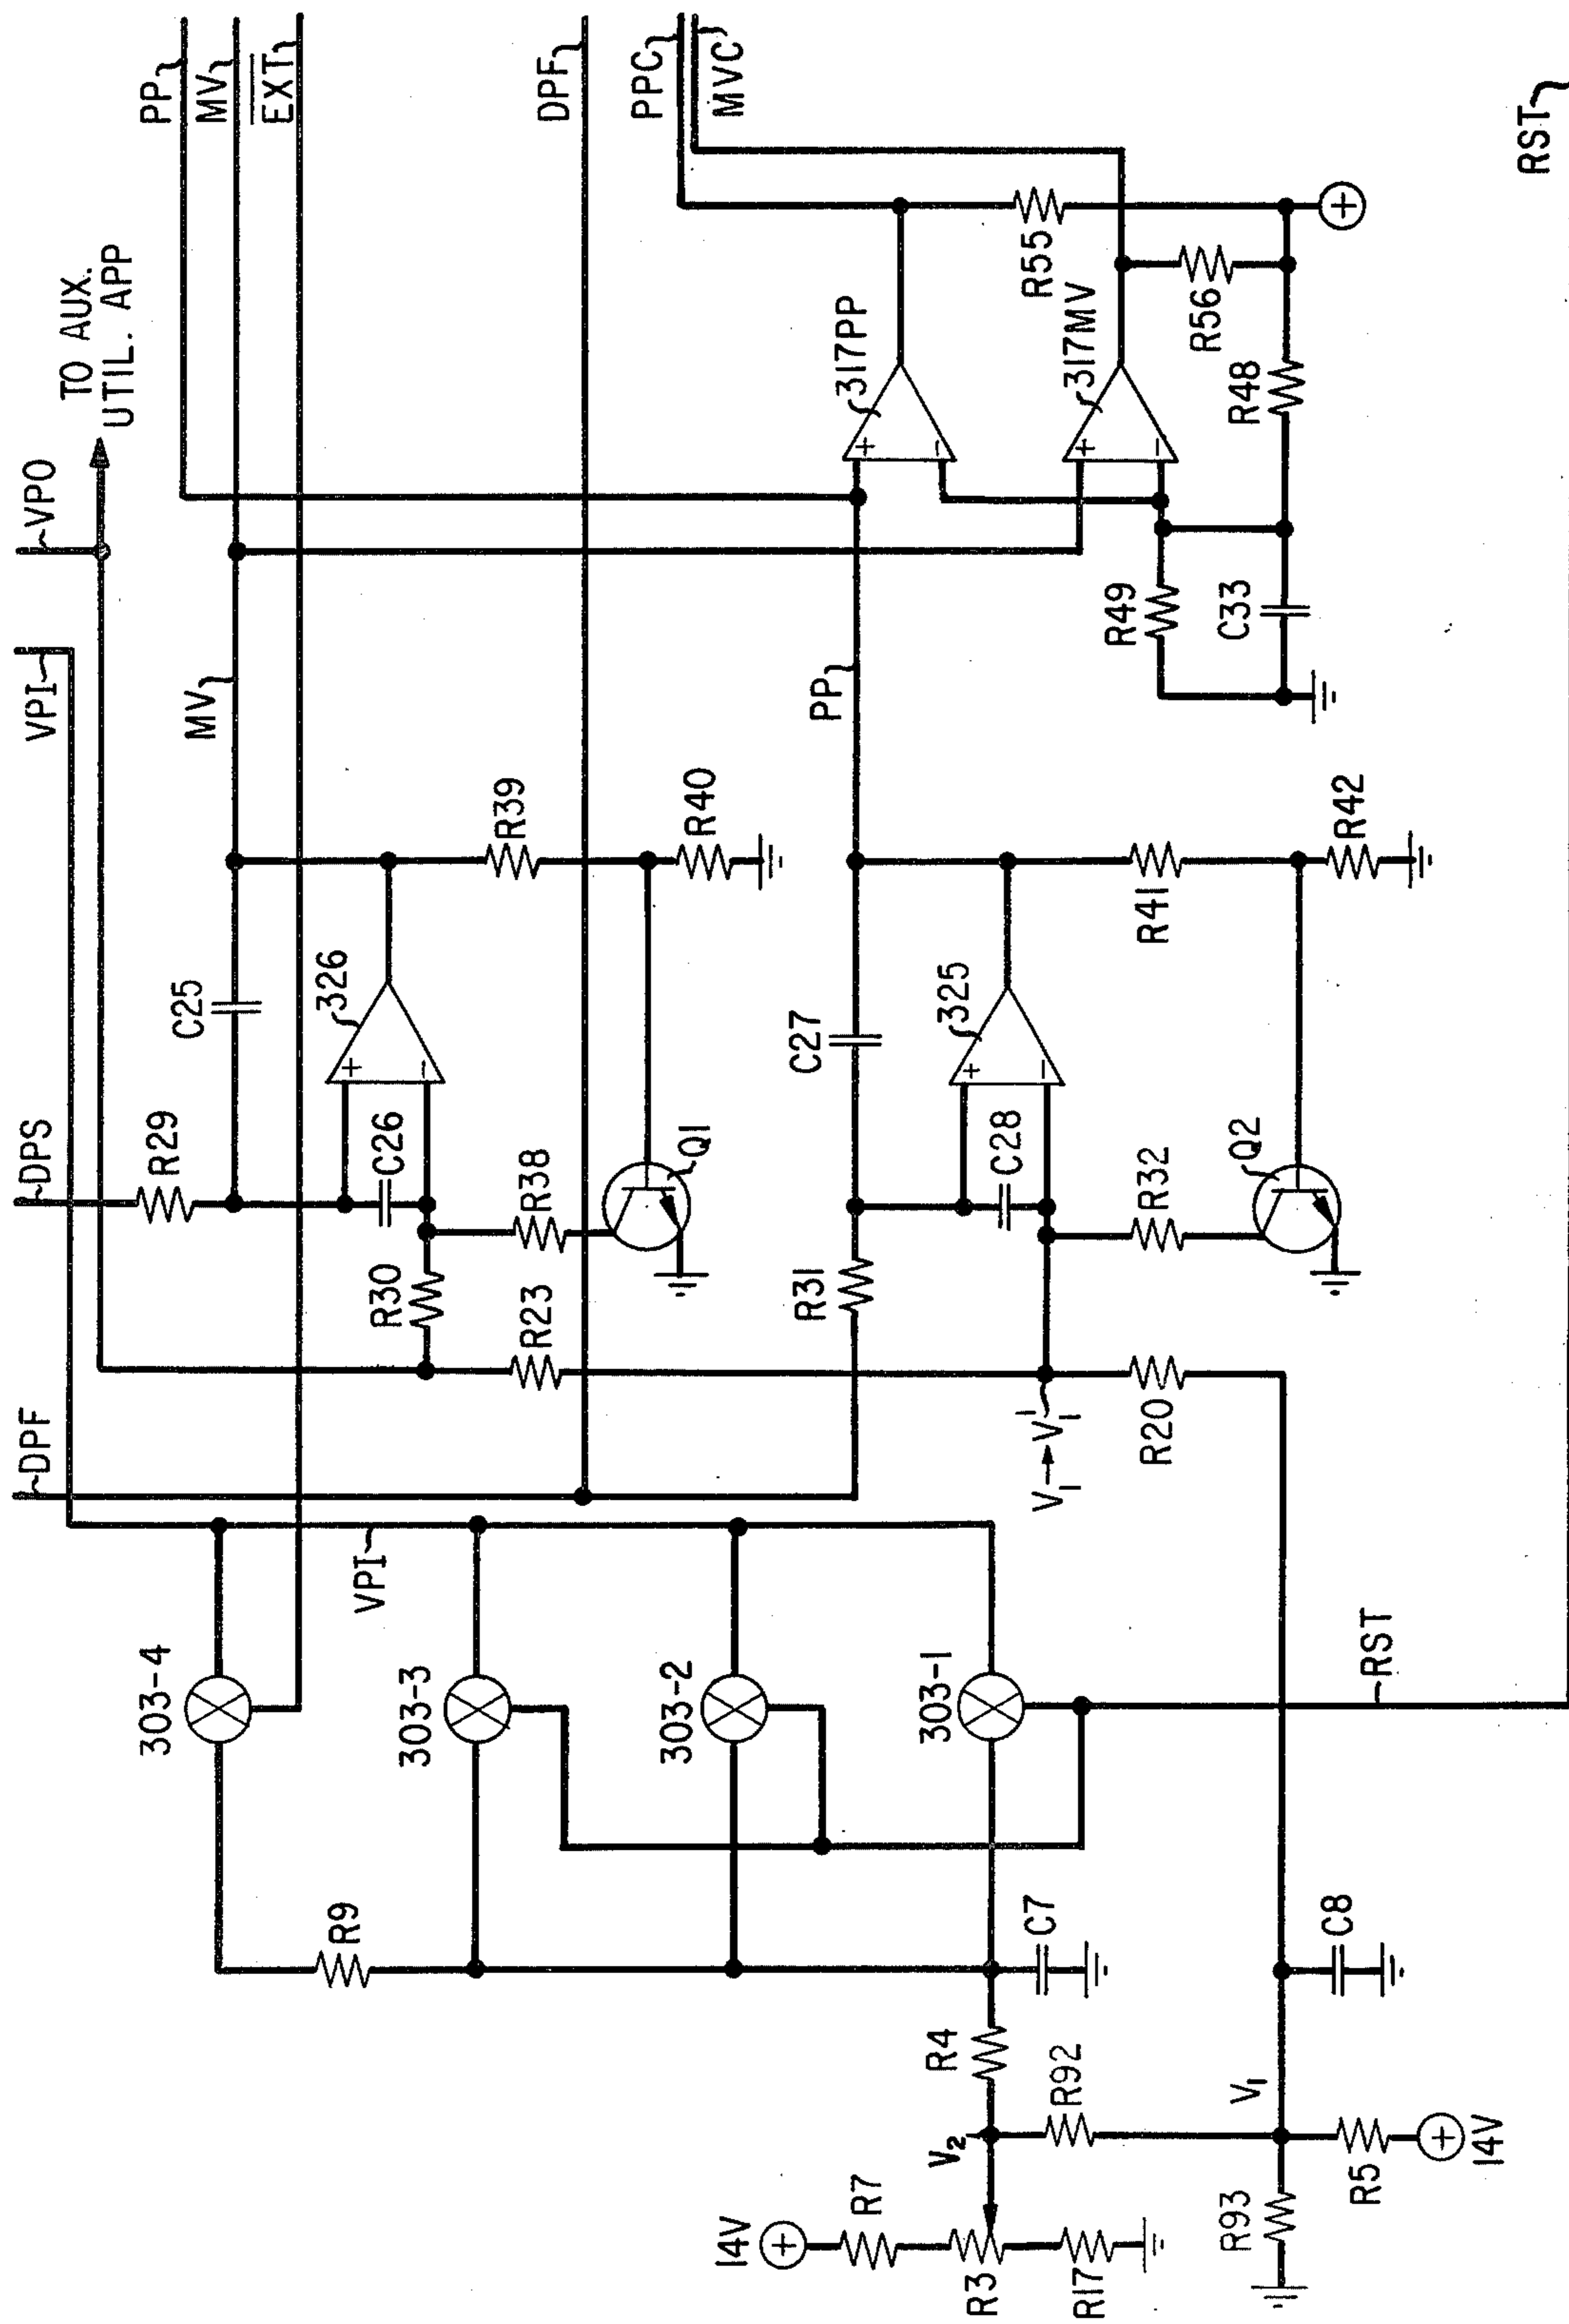 PP
MV
EXT
DPF
PPC
MVC
RST
TO AUX.
UTIL. APP
VPO
VPI
MV
DPS
R29
C25
326
+
−
C26
R30
R38
Q1
R39
R40
R23
DPF
PP
317PP
+
−
317MV
+
−
R55
R56
R48
R49
C33
+
C27
325
+
−
C28
R31
R32
Q2
R41
R42
V1 → V1'
R20
VPI
303-4
303-3
303-2
303-1
RST
R9
C7
C8
R4
V2
R92
V1
R7
14V
+
R3
R17
R93
R5
+
14V